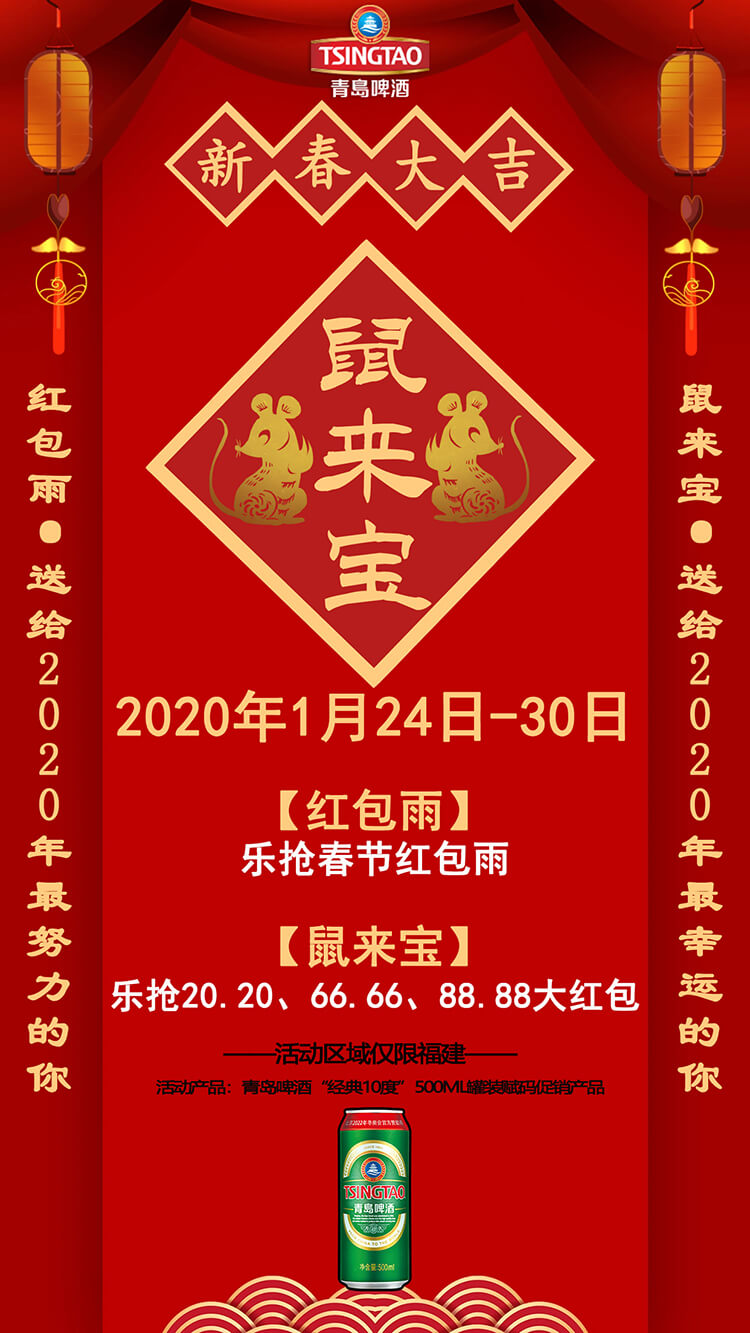 TSINGTAO
青岛啤酒
新春大吉
鼠来宝
红包雨·送给2020年最努力的你
鼠来宝·送给2020年最幸运的你
2020年1月24日-30日
【红包雨】
乐抢春节红包雨
【鼠来宝】
乐抢20.20、66.66、88.88大红包
——活动区域仅限福建——
活动产品：青岛啤酒“经典10度”500ML罐装赋码促销产品
TSINGTAO
青岛啤酒
净含量:500ml